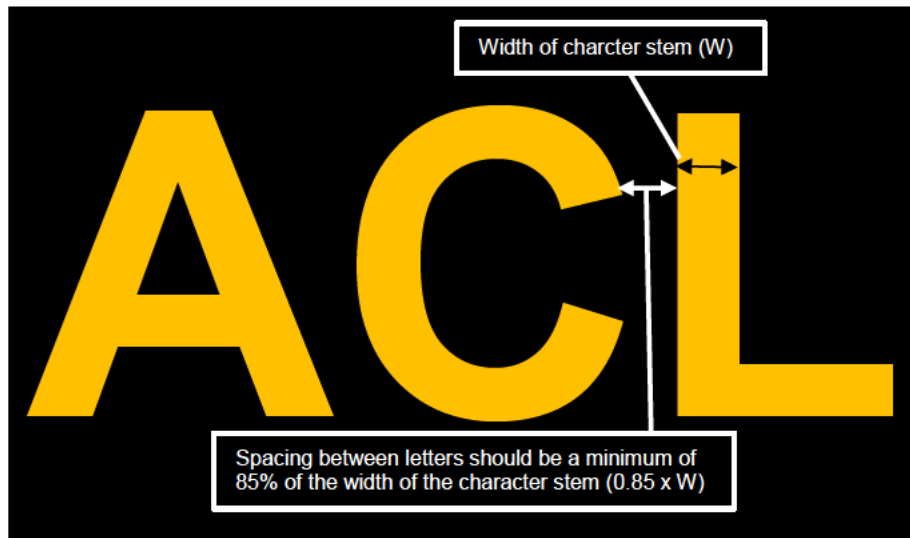 Width of charcter stem (W)
ACL
Spacing between letters should be a minimum of
85% of the width of the character stem (0.85 x W)